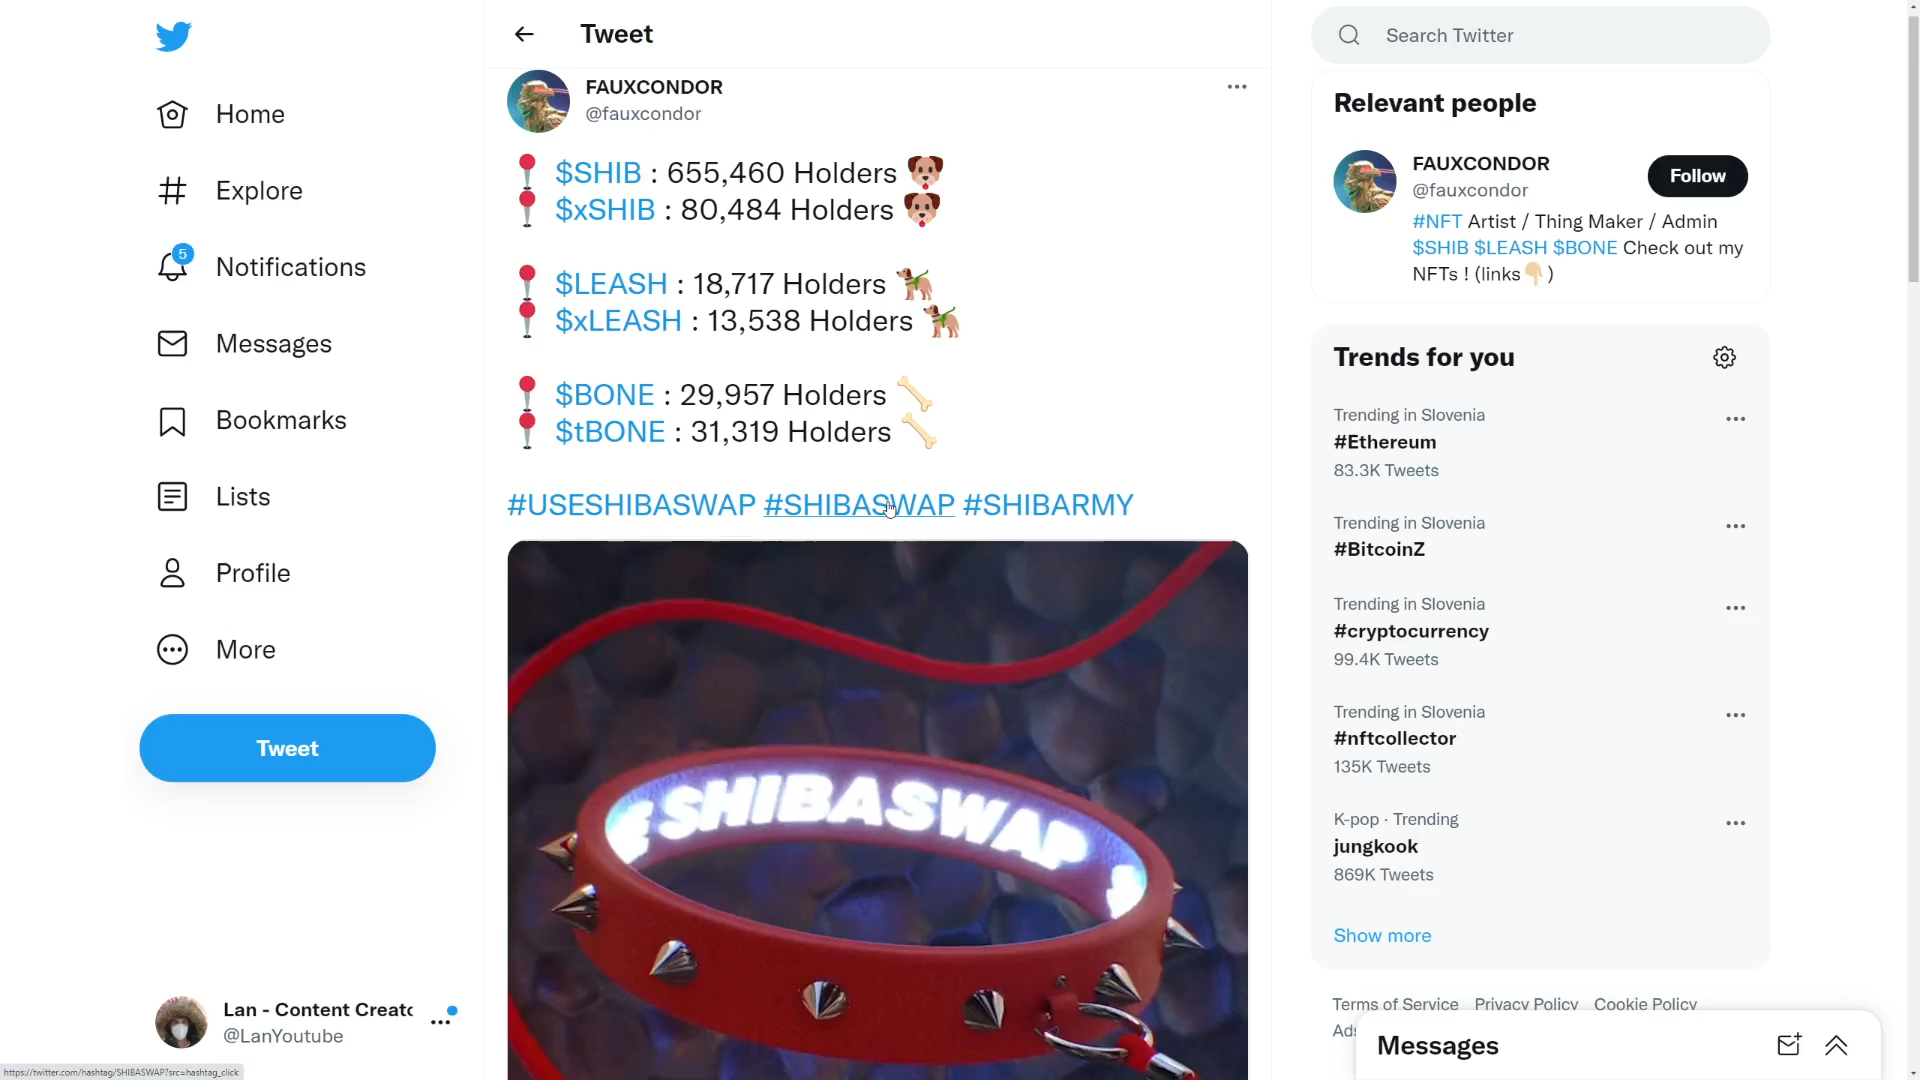 Home
Explore
5
Notifications
Messages
Bookmarks
Lists
Profile
More
Tweet
Lan - Content Creato
@LanYoutube
https://twitter.com/hashtag/SHIBASWAP?src=hashtag_click
Tweet
FAUXCONDOR
@fauxcondor
$SHIB : 655,460 Holders
$xSHIB : 80,484 Holders
$LEASH : 18,717 Holders
$xLEASH : 13,538 Holders
$BONE : 29,957 Holders
$tBONE : 31,319 Holders
#USESHIBASWAP #SHIBASWAP #SHIBARMY
SHIBASWAP
Search Twitter
Relevant people
FAUXCONDOR
@fauxcondor
Follow
#NFT Artist / Thing Maker / Admin
$SHIB $LEASH $BONE Check out my
NFTs ! (links👇🏻)
Trends for you
Trending in Slovenia
#Ethereum
83.3K Tweets
Trending in Slovenia
#BitcoinZ
Trending in Slovenia
#cryptocurrency
99.4K Tweets
Trending in Slovenia
#nftcollector
135K Tweets
K-pop · Trending
jungkook
869K Tweets
Show more
Terms of Service Privacy Policy Cookie Policy
Ads
Messages